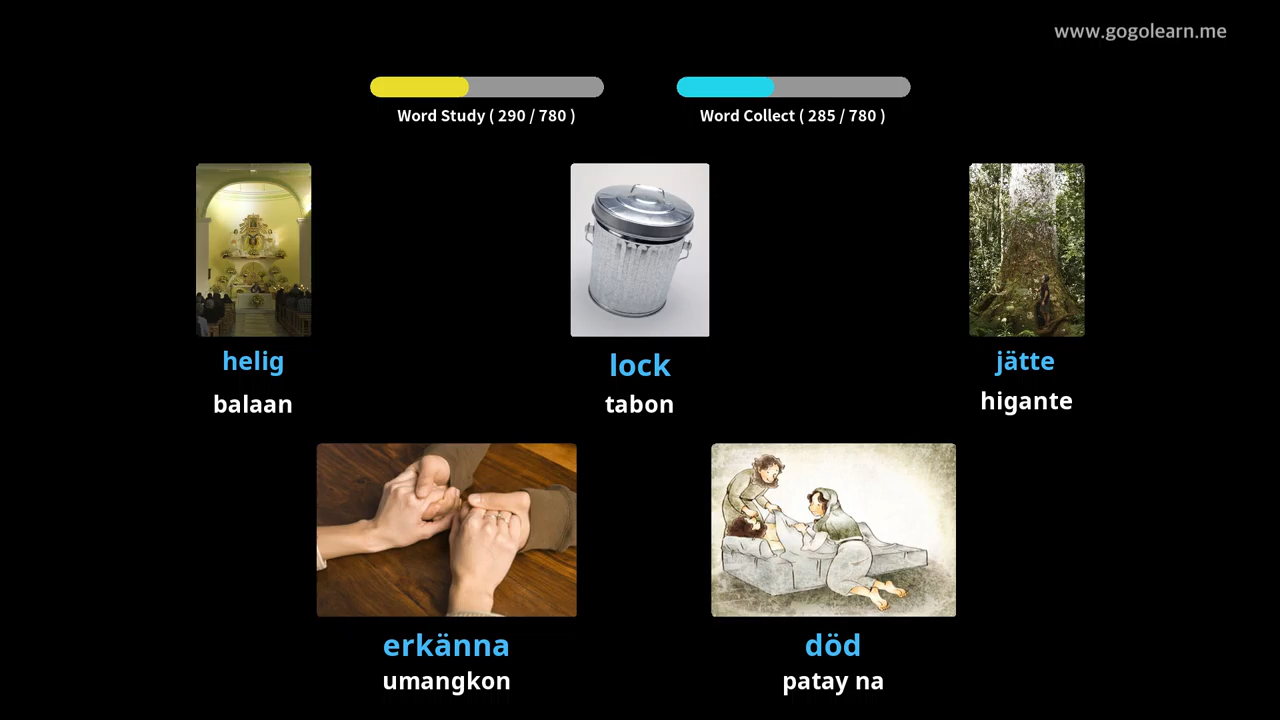 www.gogolearn.me
Word Study ( 290 / 780 )
Word Collect ( 285 / 780 )
helig
balaan
lock
tabon
jätte
higante
erkänna
umangkon
död
patay na